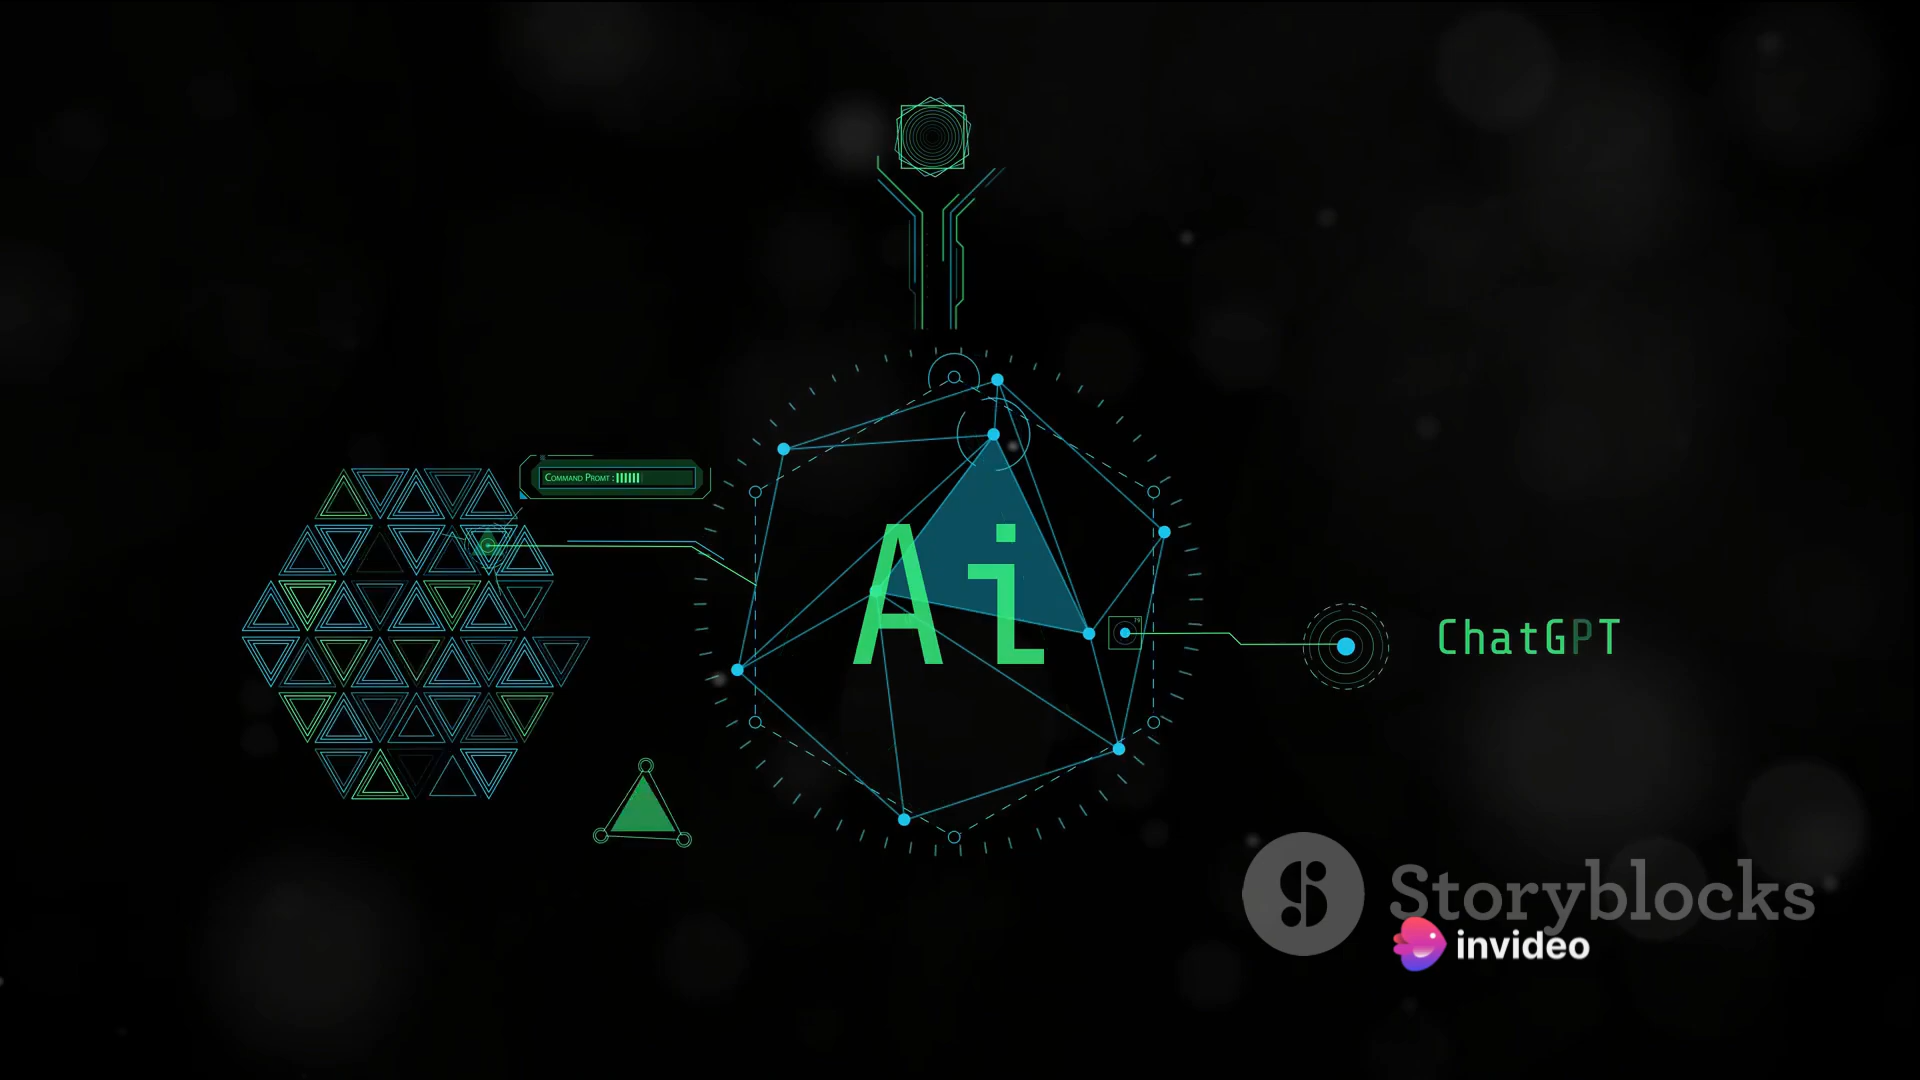 Command Promt :
Ai
ChatGPT
Storyblocks
invideo